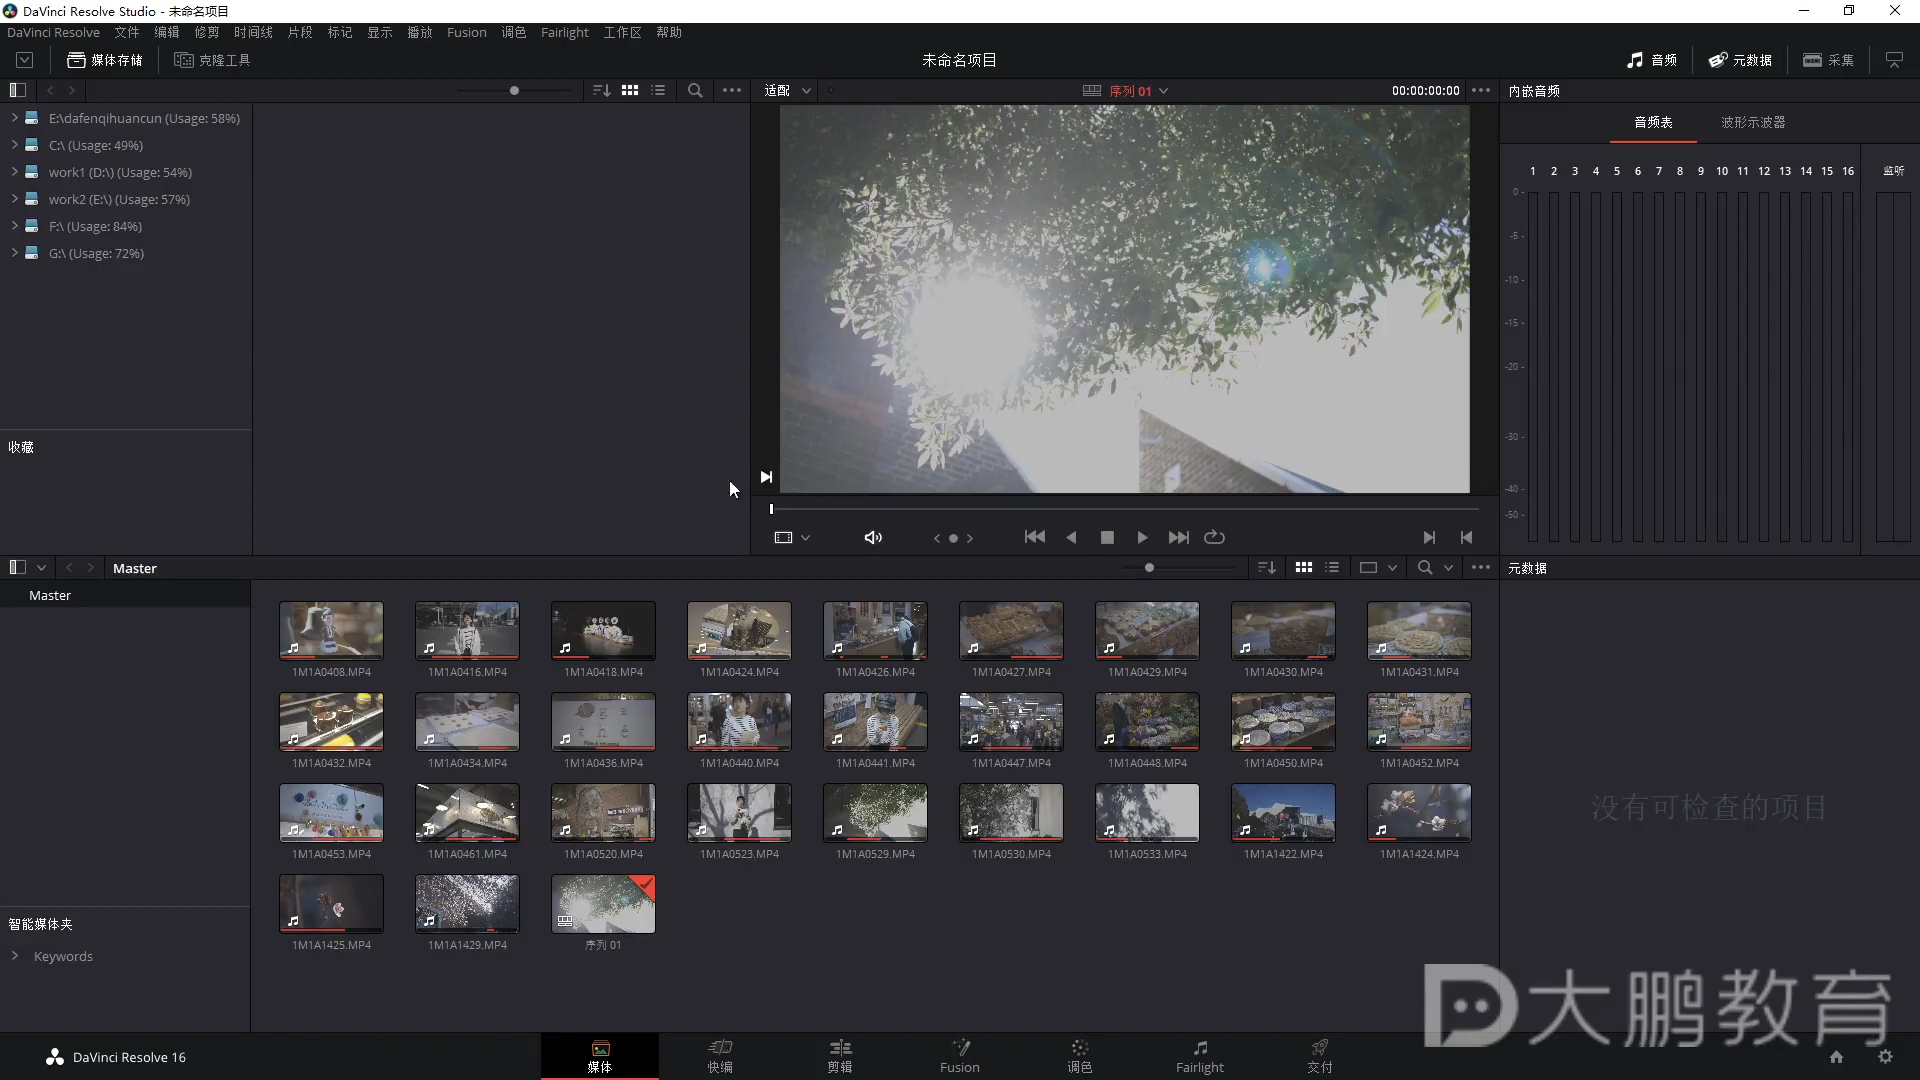 DaVinci Resolve Studio - 未命名项目
DaVinci Resolve 文件 编辑 修剪 时间线 片段 标记 显示 播放 Fusion 调色 Fairlight 工作区 帮助
媒体存储 克隆工具 未命名项目 音频 元数据 采集
适配 序列 01 00:00:00:00 内嵌音频
E:\dafenqihuancun (Usage: 58%)
C:\ (Usage: 49%)
work1 (D:\) (Usage: 54%)
work2 (E:\) (Usage: 57%)
F:\ (Usage: 84%)
G:\ (Usage: 72%)
收藏
音频表 波形示波器
1 2 3 4 5 6 7 8 9 10 11 12 13 14 15 16 监听
0
-5
-10
-15
-20
-30
-40
-50
Master 元数据
Master
1M1A0408.MP4 1M1A0416.MP4 1M1A0418.MP4 1M1A0424.MP4 1M1A0426.MP4 1M1A0427.MP4 1M1A0429.MP4 1M1A0430.MP4 1M1A0431.MP4
1M1A0432.MP4 1M1A0434.MP4 1M1A0436.MP4 1M1A0440.MP4 1M1A0441.MP4 1M1A0447.MP4 1M1A0448.MP4 1M1A0450.MP4 1M1A0452.MP4
1M1A0453.MP4 1M1A0461.MP4 1M1A0520.MP4 1M1A0523.MP4 1M1A0529.MP4 1M1A0530.MP4 1M1A0533.MP4 1M1A1422.MP4 1M1A1424.MP4
1M1A1425.MP4 1M1A1429.MP4 序列 01
没有可检查的项目
智能媒体夹
Keywords
大鹏教育
DaVinci Resolve 16
媒体 快编 剪辑 Fusion 调色 Fairlight 交付